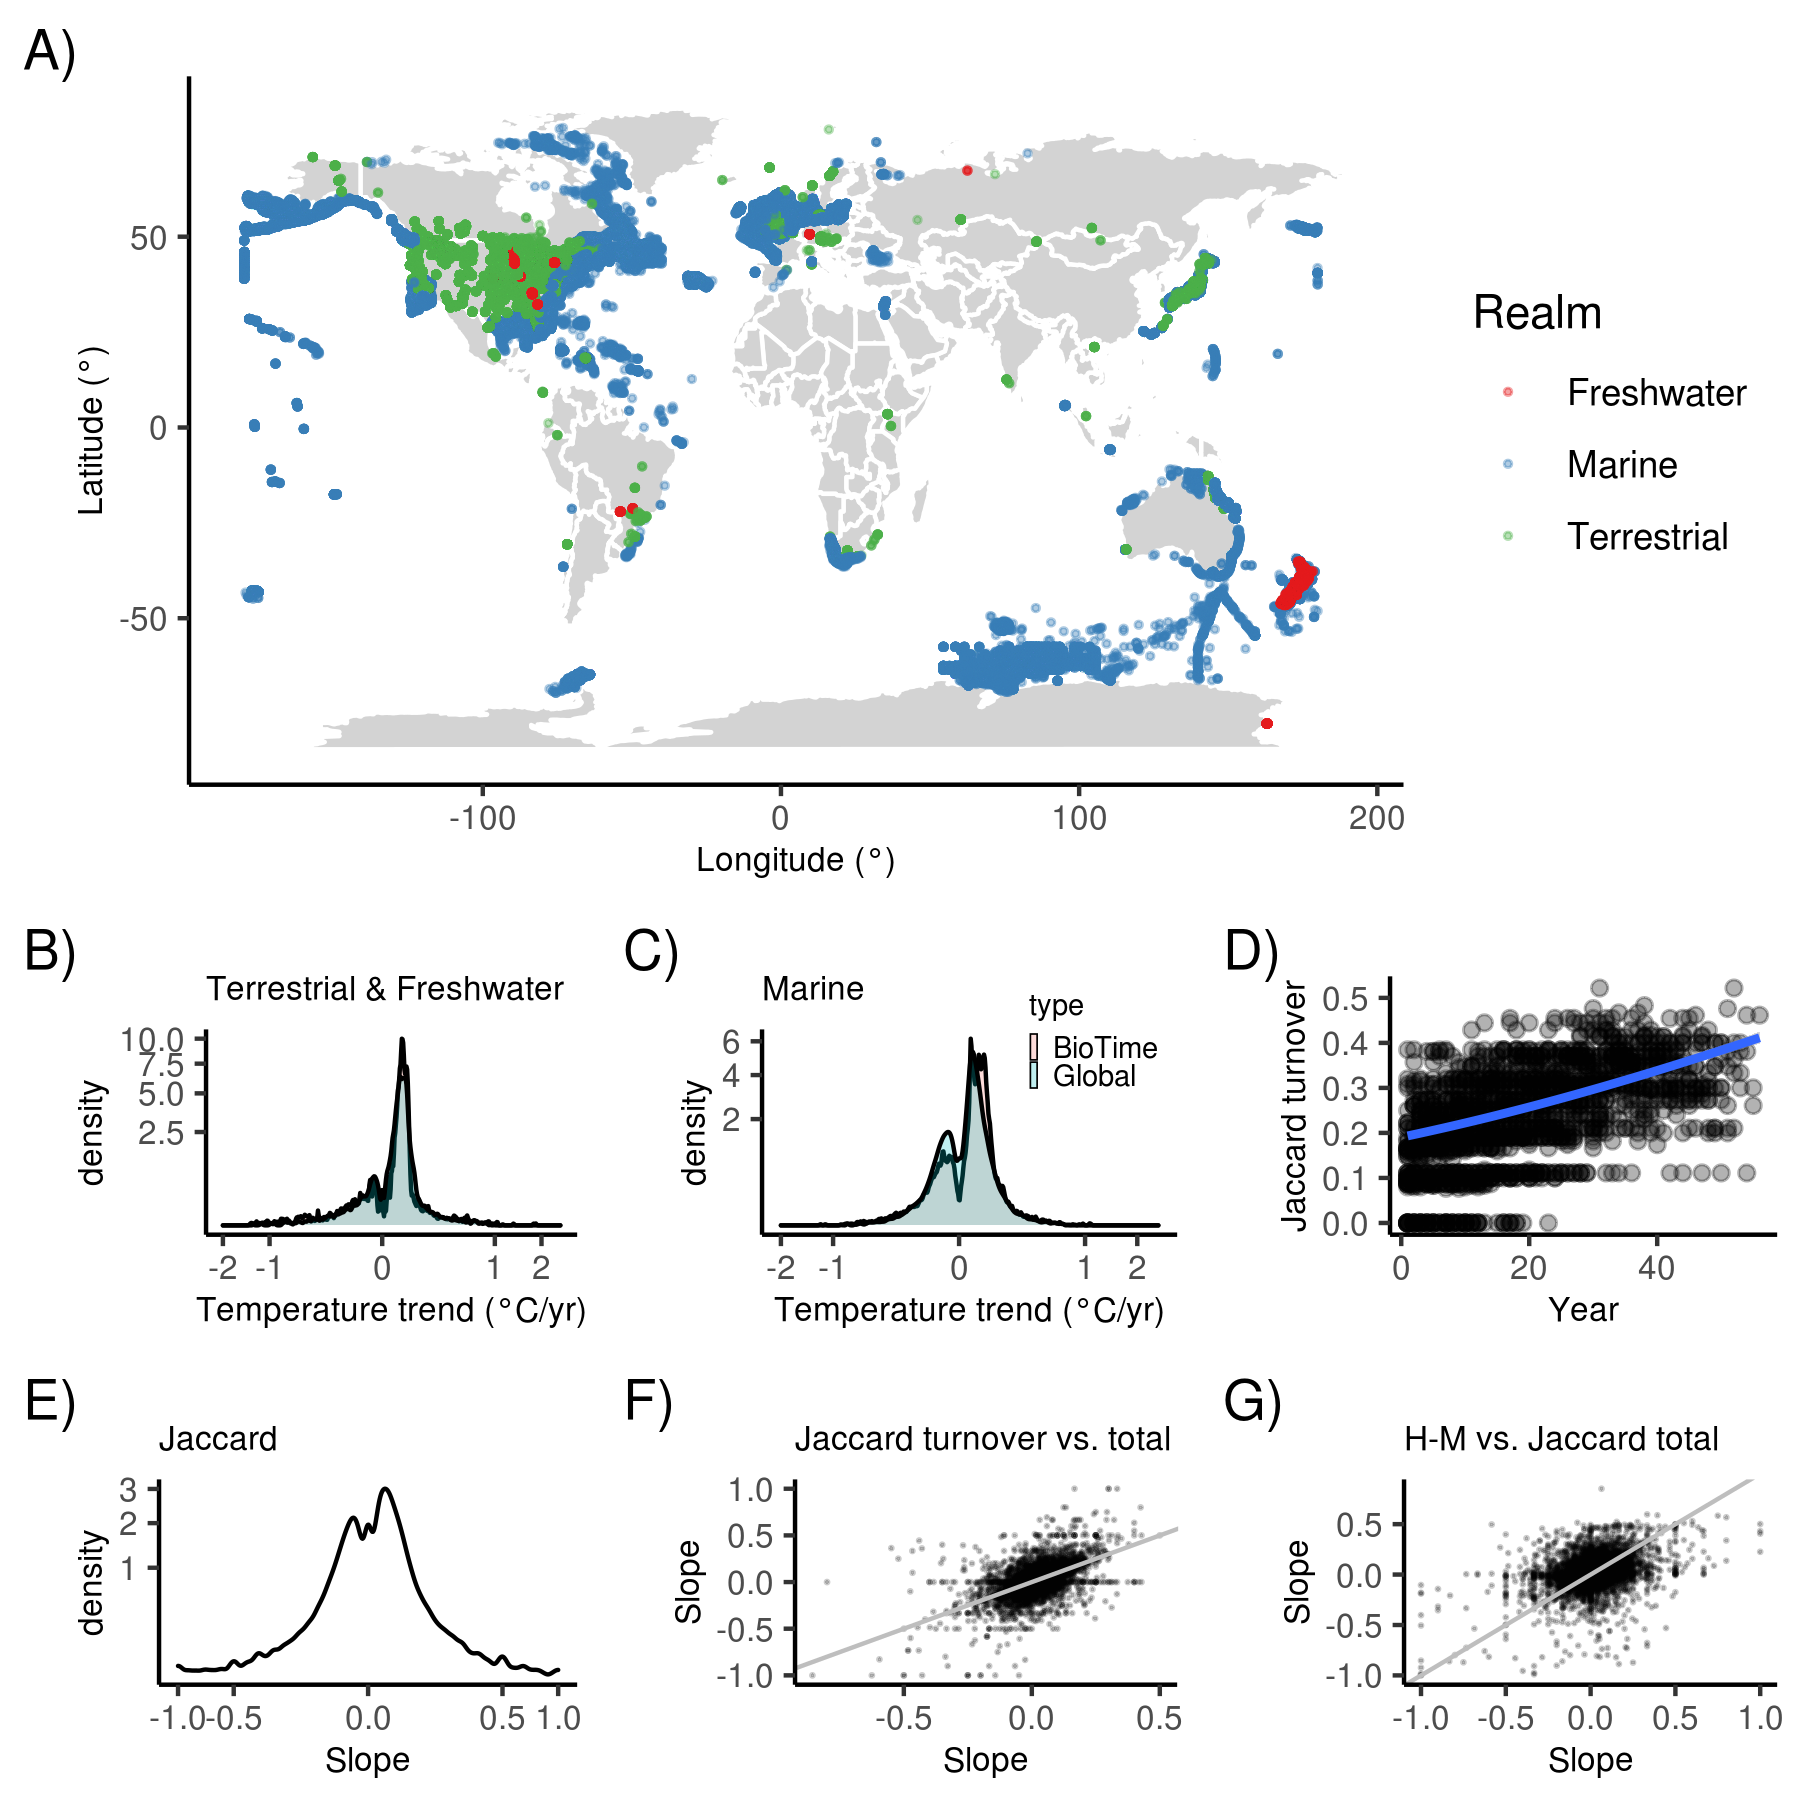 A)
50
0
-50
Latitude (°)
-100
0
100
200
Longitude (°)
Realm
Freshwater
Marine
Terrestrial
B)
Terrestrial & Freshwater
10.0
7.5
5.0
2.5
density
-2
-1
0
1
2
Temperature trend (°C/yr)
C)
Marine
type
BioTime
Global
6
4
2
density
-2
-1
0
1
2
Temperature trend (°C/yr)
D)
0.5
0.4
0.3
0.2
0.1
0.0
Jaccard turnover
0
20
40
Year
E)
Jaccard
3
2
1
density
-1.0
-0.5
0.0
0.5
1.0
Slope
F)
Jaccard turnover vs. total
1.0
0.5
0.0
-0.5
-1.0
Slope
-0.5
0.0
0.5
Slope
G)
H-M vs. Jaccard total
0.5
0.0
-0.5
-1.0
Slope
-1.0
-0.5
0.0
0.5
1.0
Slope